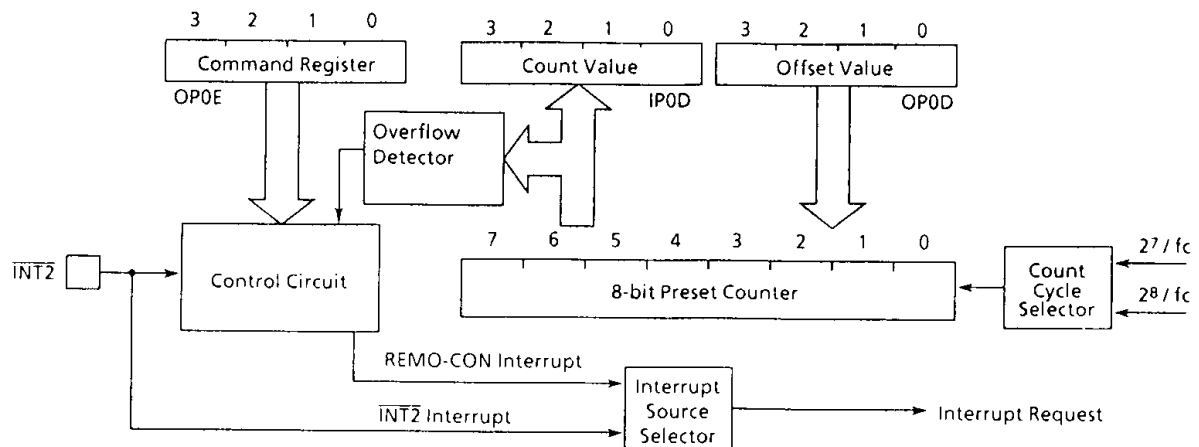 3 2 1 0
3 2 1 0
3 2 1 0
Command Register
Count Value
Offset Value
OP0E
IP0D
OP0D
Overflow
Detector
7 6 5 4 3 2 1 0
INT2
Control Circuit
8-bit Preset Counter
Count
Cycle
Selector
2⁷/fc
2⁸/fc
REMO-CON Interrupt
INT2 Interrupt
Interrupt
Source
Selector
Interrupt Request